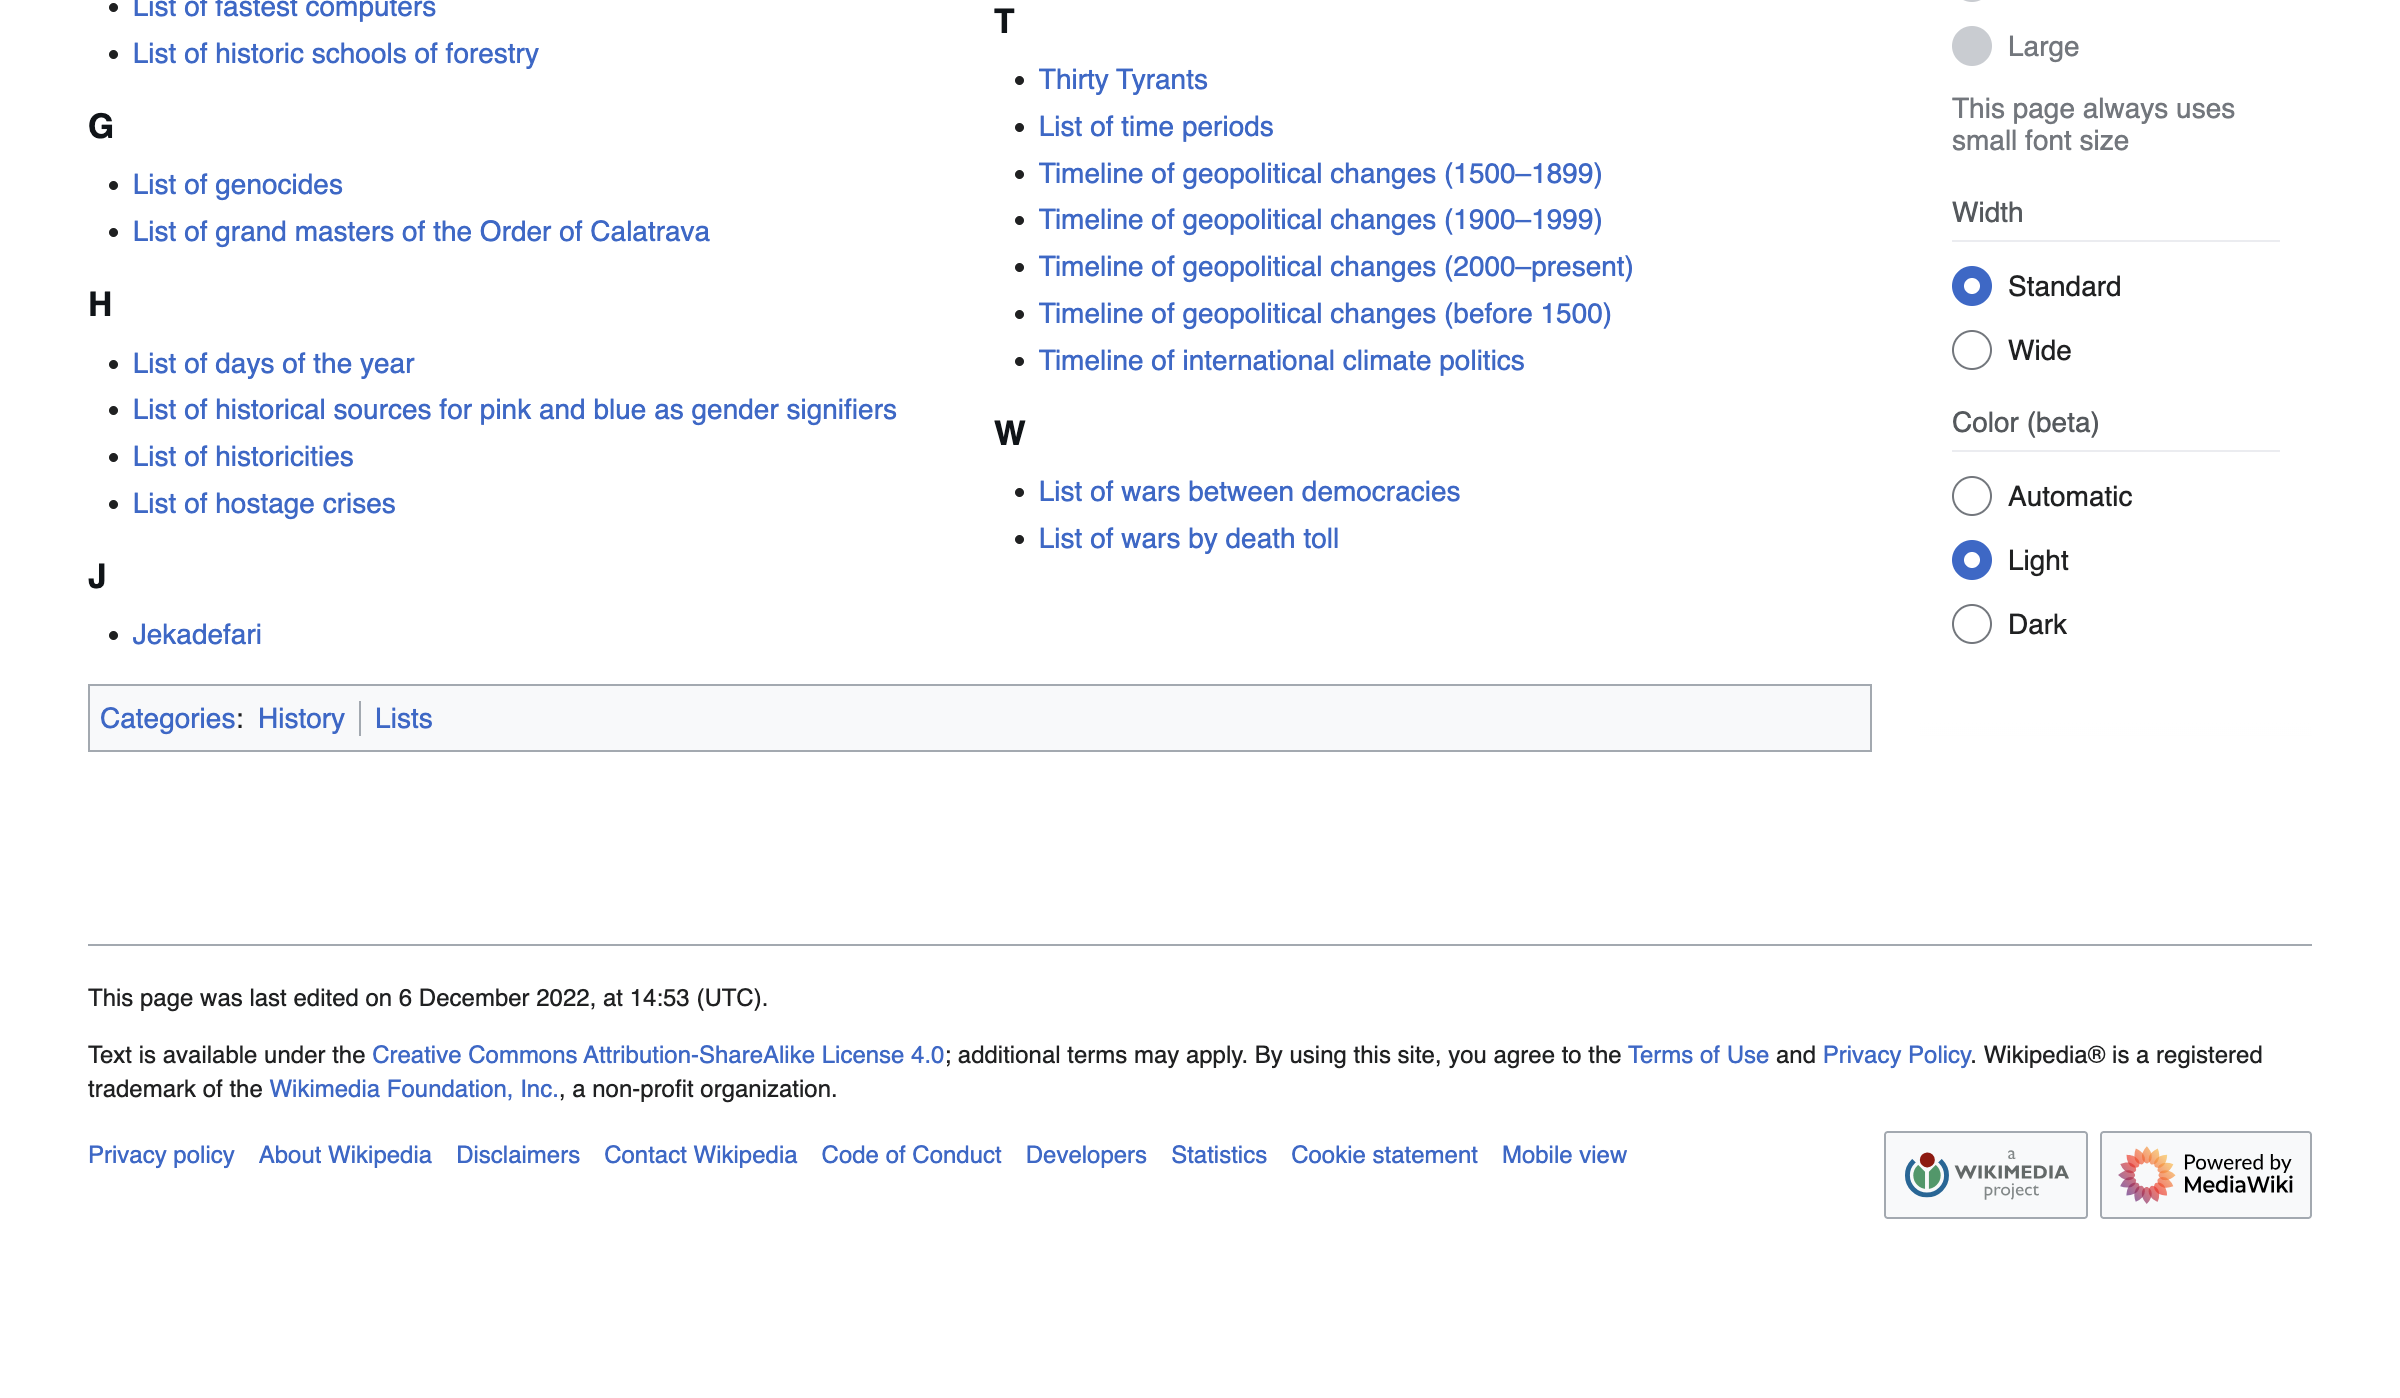 List of fastest computers
List of historic schools of forestry
G
List of genocides
List of grand masters of the Order of Calatrava
H
List of days of the year
List of historical sources for pink and blue as gender signifiers
List of historicities
List of hostage crises
J
Jekadefari
T
Thirty Tyrants
List of time periods
Timeline of geopolitical changes (1500–1899)
Timeline of geopolitical changes (1900–1999)
Timeline of geopolitical changes (2000–present)
Timeline of geopolitical changes (before 1500)
Timeline of international climate politics
W
List of wars between democracies
List of wars by death toll
Large
This page always uses
small font size
Width
Standard
Wide
Color (beta)
Automatic
Light
Dark
Categories: History | Lists
This page was last edited on 6 December 2022, at 14:53 (UTC).
Text is available under the Creative Commons Attribution-ShareAlike License 4.0; additional terms may apply. By using this site, you agree to the Terms of Use and Privacy Policy. Wikipedia® is a registered
trademark of the Wikimedia Foundation, Inc., a non-profit organization.
Privacy policy About Wikipedia Disclaimers Contact Wikipedia Code of Conduct Developers Statistics Cookie statement Mobile view
a
WIKIMEDIA
project
Powered by
MediaWiki